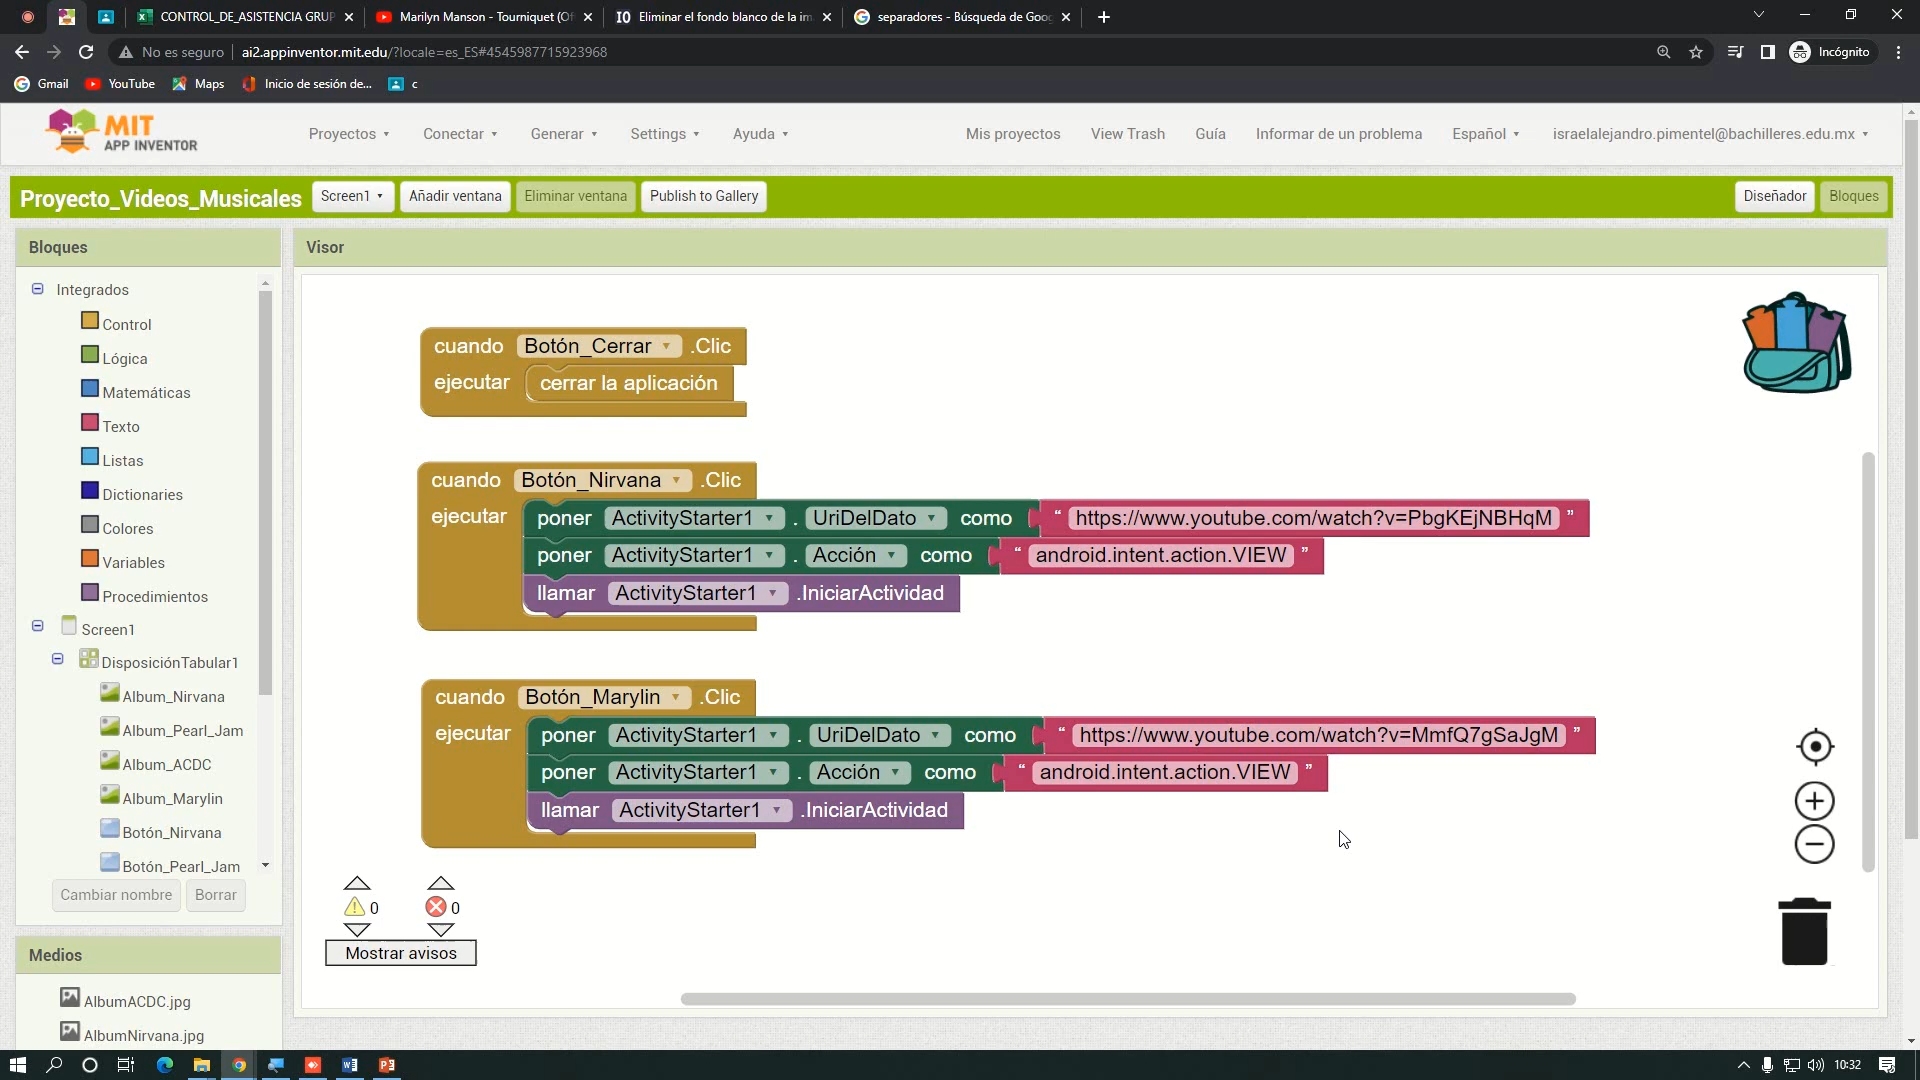 CONTROL_DE_ASISTENCIA GRUP
Marilyn Manson - Tourniquet (Of
Eliminar el fondo blanco de la im
separadores - Búsqueda de Goog
No es seguro
ai2.appinventor.mit.edu/?locale=es_ES#4545987715923968
Incógnito
Gmail
YouTube
Maps
Inicio de sesión de...
c
MIT
APP INVENTOR
Proyectos
Conectar
Generar
Settings
Ayuda
Mis proyectos
View Trash
Guía
Informar de un problema
Español
israelalejandro.pimentel@bachilleres.edu.mx
Proyecto_Videos_Musicales
Screen1
Añadir ventana
Eliminar ventana
Publish to Gallery
Diseñador
Bloques
Bloques
Visor
Integrados
Control
Lógica
Matemáticas
Texto
Listas
Dictionaries
Colores
Variables
Procedimientos
Screen1
DisposiciónTabular1
Album_Nirvana
Album_Pearl_Jam
Album_ACDC
Album_Marylin
Botón_Nirvana
Botón_Pearl_Jam
Cambiar nombre
Borrar
Medios
AlbumACDC.jpg
AlbumNirvana.jpg
cuando Botón_Cerrar .Clic
ejecutar cerrar la aplicación
cuando Botón_Nirvana .Clic
ejecutar poner ActivityStarter1 . UriDelDato como “ https://www.youtube.com/watch?v=PbgKEjNBHqM ”
poner ActivityStarter1 . Acción como “ android.intent.action.VIEW ”
llamar ActivityStarter1 .IniciarActividad
cuando Botón_Marylin .Clic
ejecutar poner ActivityStarter1 . UriDelDato como “ https://www.youtube.com/watch?v=MmfQ7gSaJgM ”
poner ActivityStarter1 . Acción como “ android.intent.action.VIEW ”
llamar ActivityStarter1 .IniciarActividad
0
0
Mostrar avisos
10:32